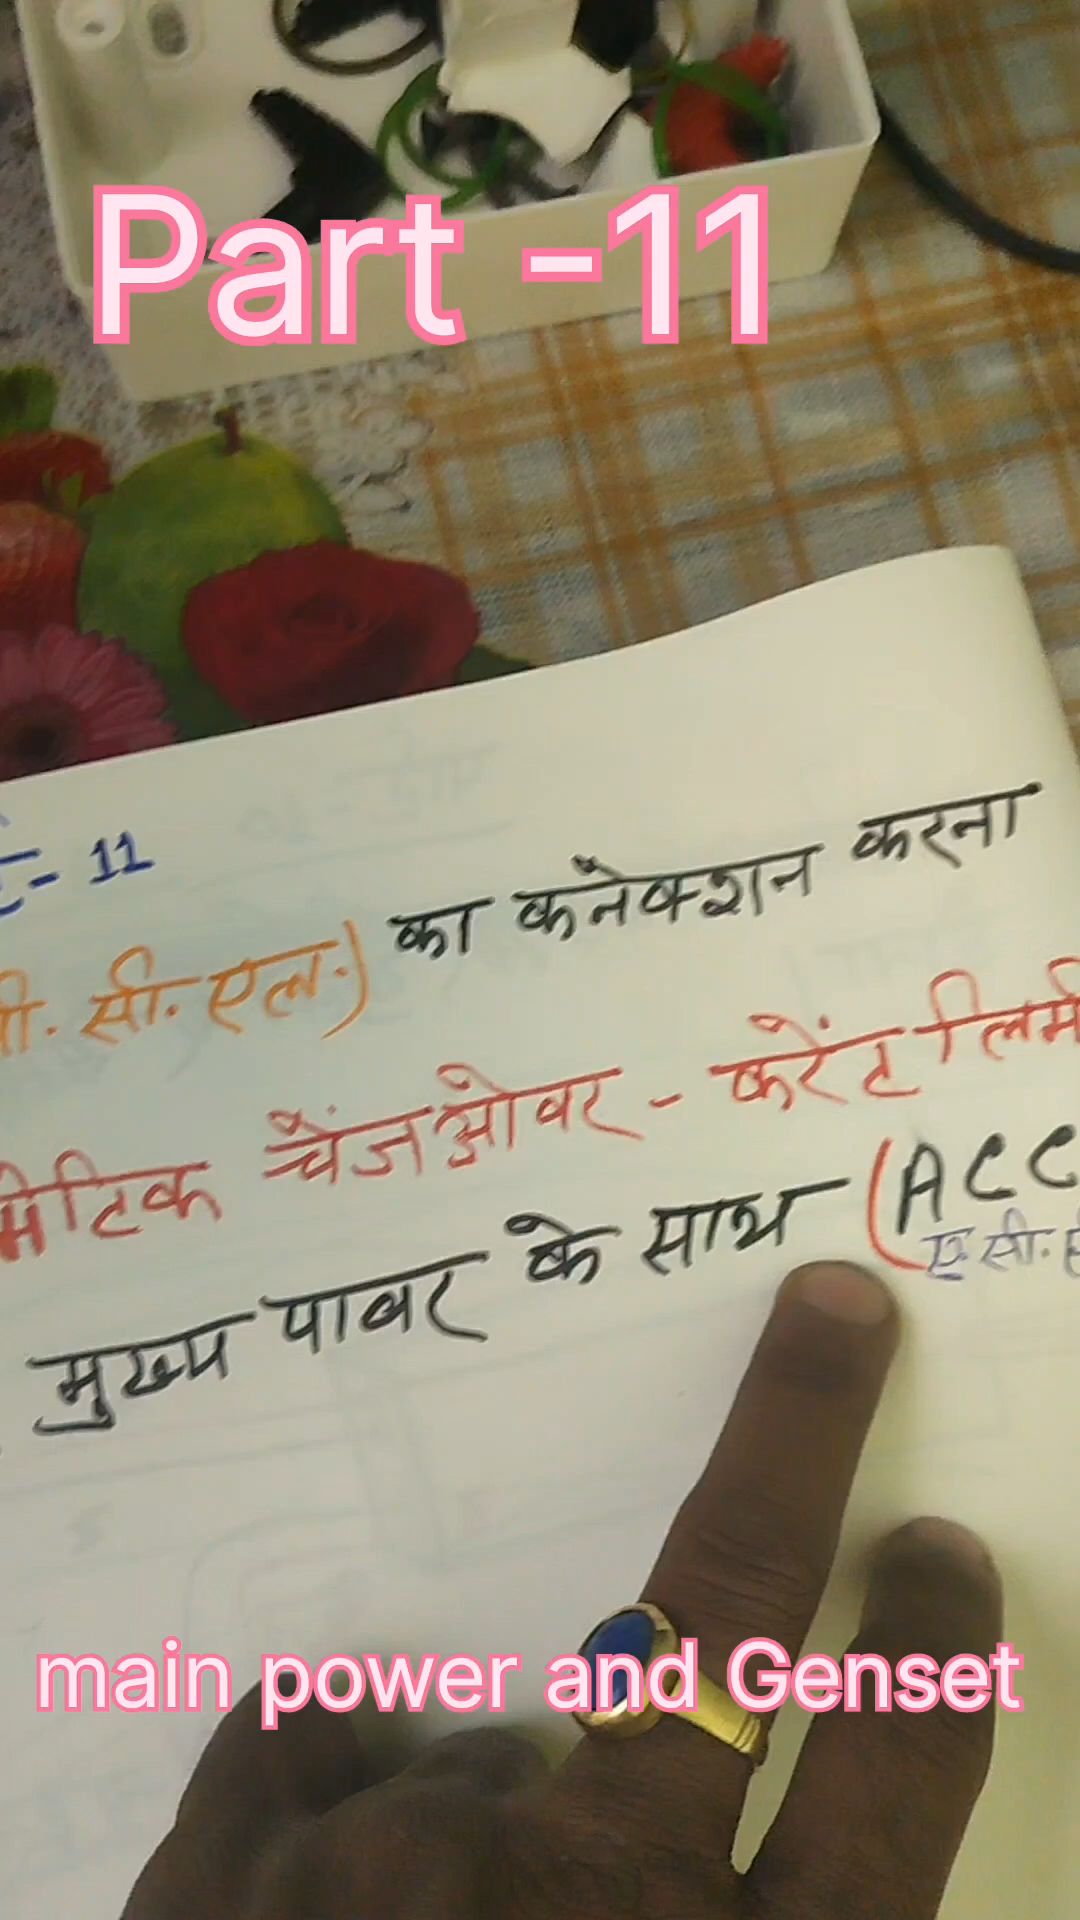 Part -11
- 11
सी. एल.) का कनेक्शन करना
चेंजओवर - करेंट
मुख्य पावर के साथ (ACC
ए. सी.
main power and Genset